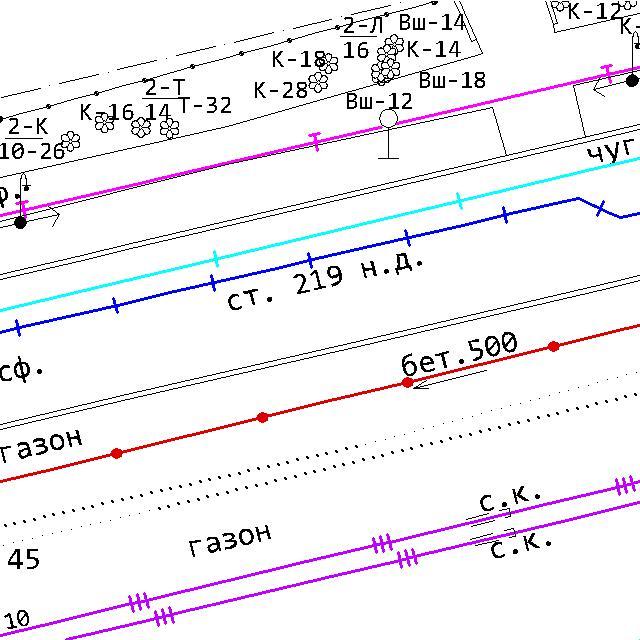 К-12
К-
2-Л
16
Вш-14
К-14
К-18
К-28
Вш-18
Вш-12
2-Т
14
Т-32
К-16
2-К
10-26
р.
чуг
ст. 219 н.д.
сф.
бет.500
газон
газон
с.к.
с.к.
45
10